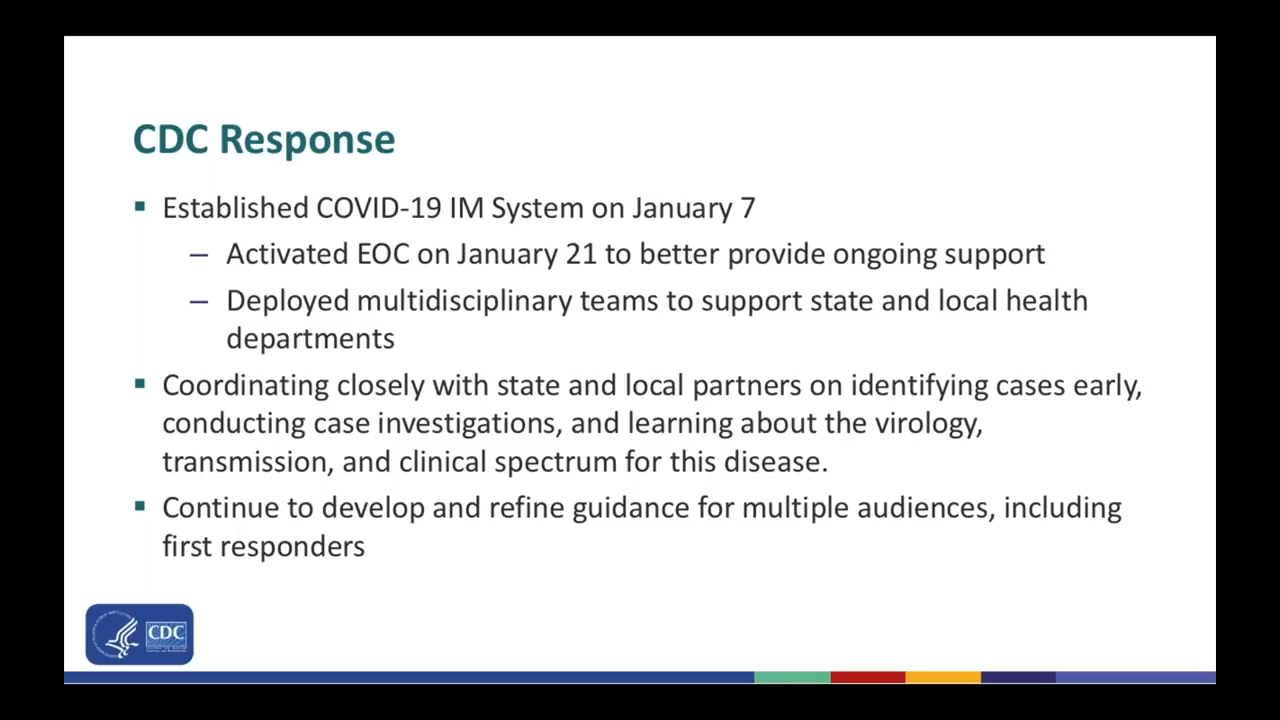 CDC Response
▪ Established COVID-19 IM System on January 7
– Activated EOC on January 21 to better provide ongoing support
– Deployed multidisciplinary teams to support state and local health
departments
▪ Coordinating closely with state and local partners on identifying cases early,
conducting case investigations, and learning about the virology,
transmission, and clinical spectrum for this disease.
▪ Continue to develop and refine guidance for multiple audiences, including
first responders
CDC